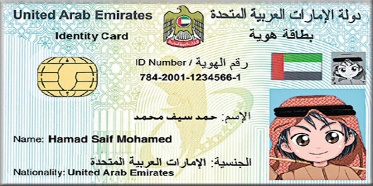 United Arab Emirates
دولة الإمارات العربية المتحدة
Identity Card
بطاقة هوية
ID Number / رقم الهوية
784-2001-1234566-1
الإسم: حمد سيف محمد
Name: Hamad Saif Mohamed
الجنسية: الإمارات العربية المتحدة
Nationality: United Arab Emirates